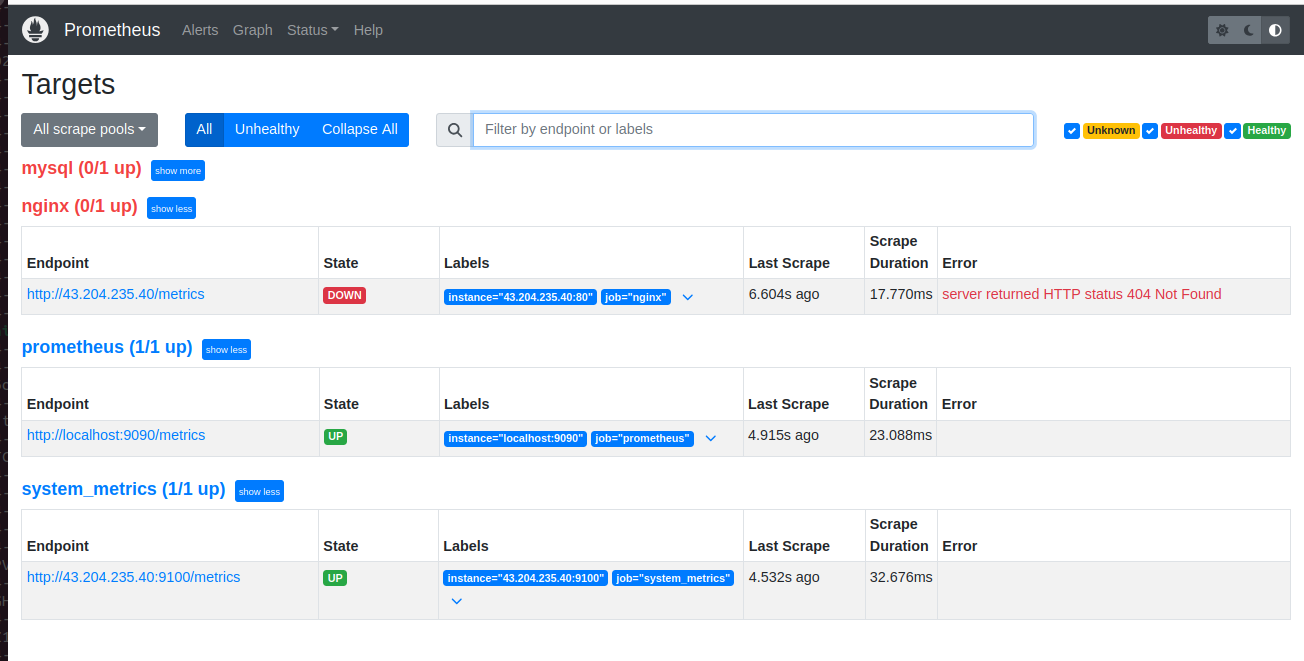 Prometheus Alerts Graph Status Help
Targets
All scrape pools All Unhealthy Collapse All Filter by endpoint or labels Unknown Unhealthy Healthy
mysql (0/1 up) show more
nginx (0/1 up) show less
Endpoint State Labels Last Scrape Scrape Duration Error
http://43.204.235.40/metrics DOWN instance="43.204.235.40:80" job="nginx" 6.604s ago 17.770ms server returned HTTP status 404 Not Found
prometheus (1/1 up) show less
Endpoint State Labels Last Scrape Scrape Duration Error
http://localhost:9090/metrics UP instance="localhost:9090" job="prometheus" 4.915s ago 23.088ms
system_metrics (1/1 up) show less
Endpoint State Labels Last Scrape Scrape Duration Error
http://43.204.235.40:9100/metrics UP instance="43.204.235.40:9100" job="system_metrics" 4.532s ago 32.676ms